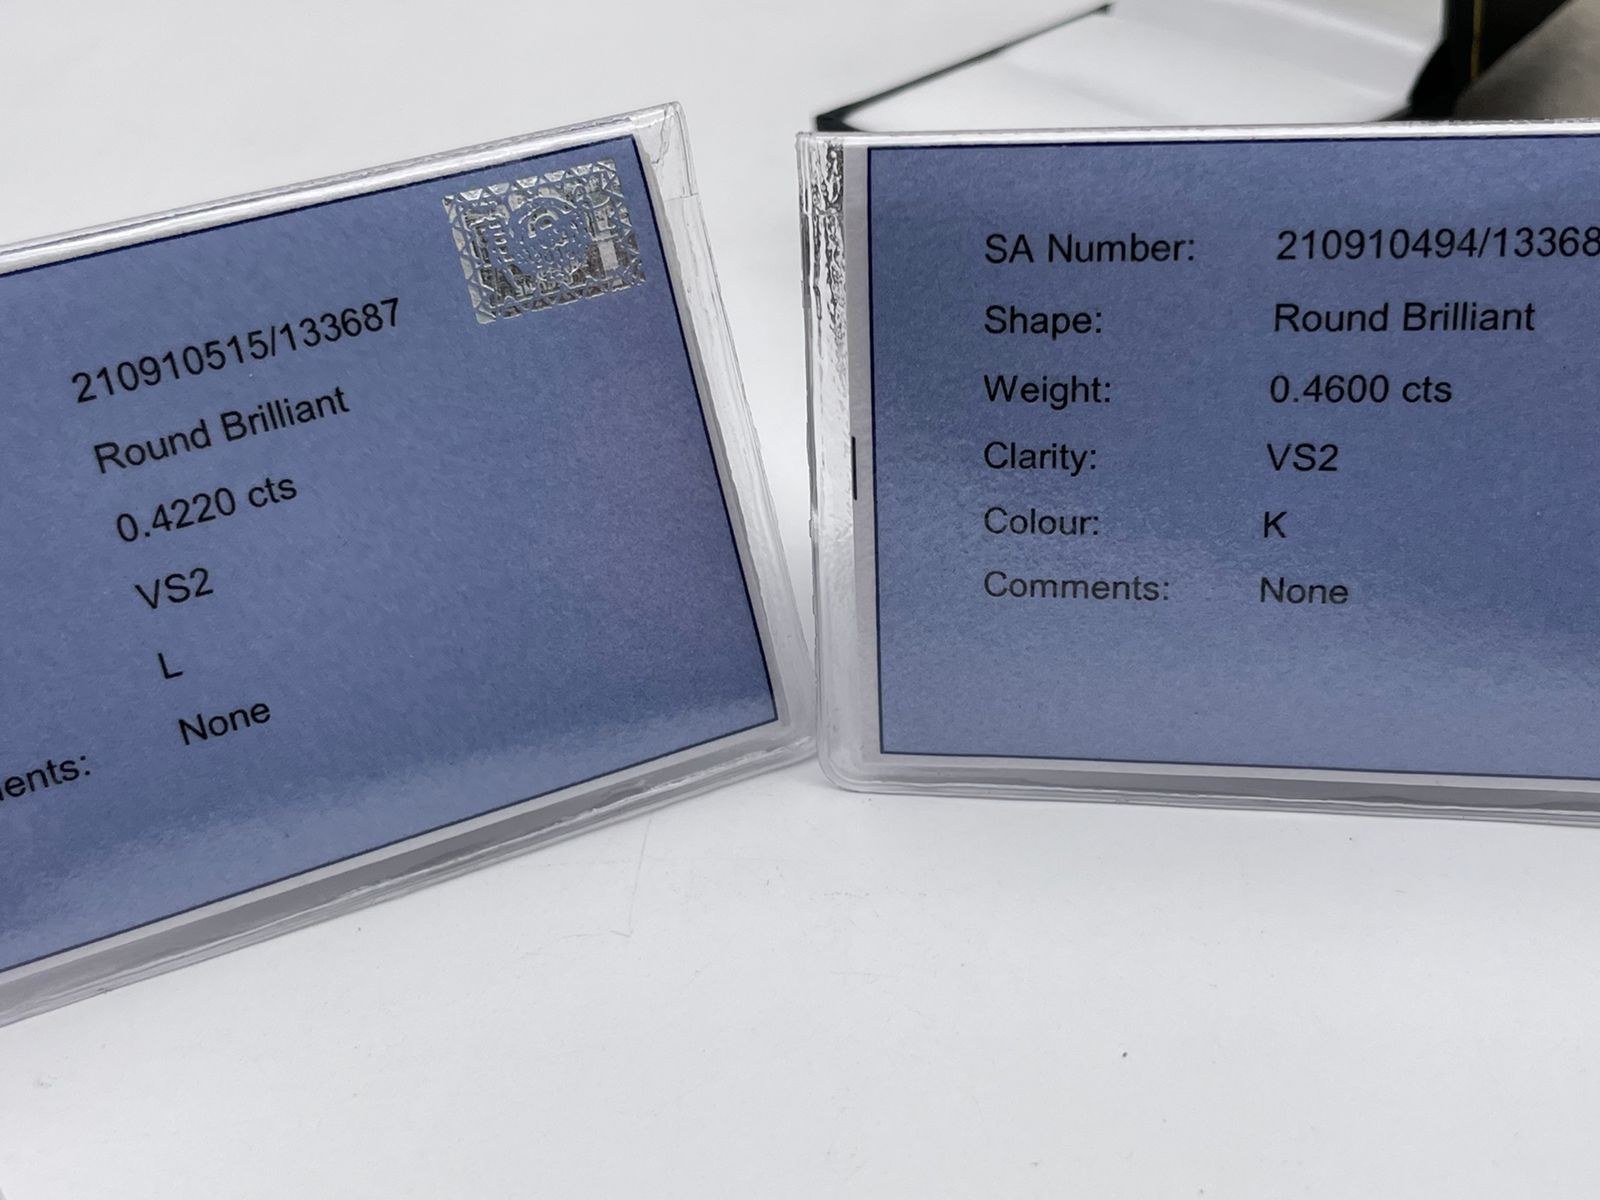 210910515/133687
Round Brilliant
0.4220 cts
VS2
L
None
ents:
SA Number: 210910494/13368
Shape: Round Brilliant
Weight: 0.4600 cts
Clarity: VS2
Colour: K
Comments: None